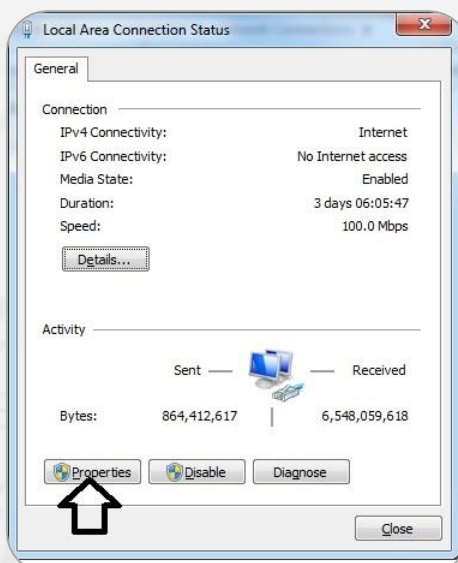 Local Area Connection Status
General
Connection
IPv4 Connectivity: Internet
IPv6 Connectivity: No Internet access
Media State: Enabled
Duration: 3 days 06:05:47
Speed: 100.0 Mbps
Details...
Activity
Sent Received
Bytes: 864,412,617 6,548,059,618
Properties Disable Diagnose
Close